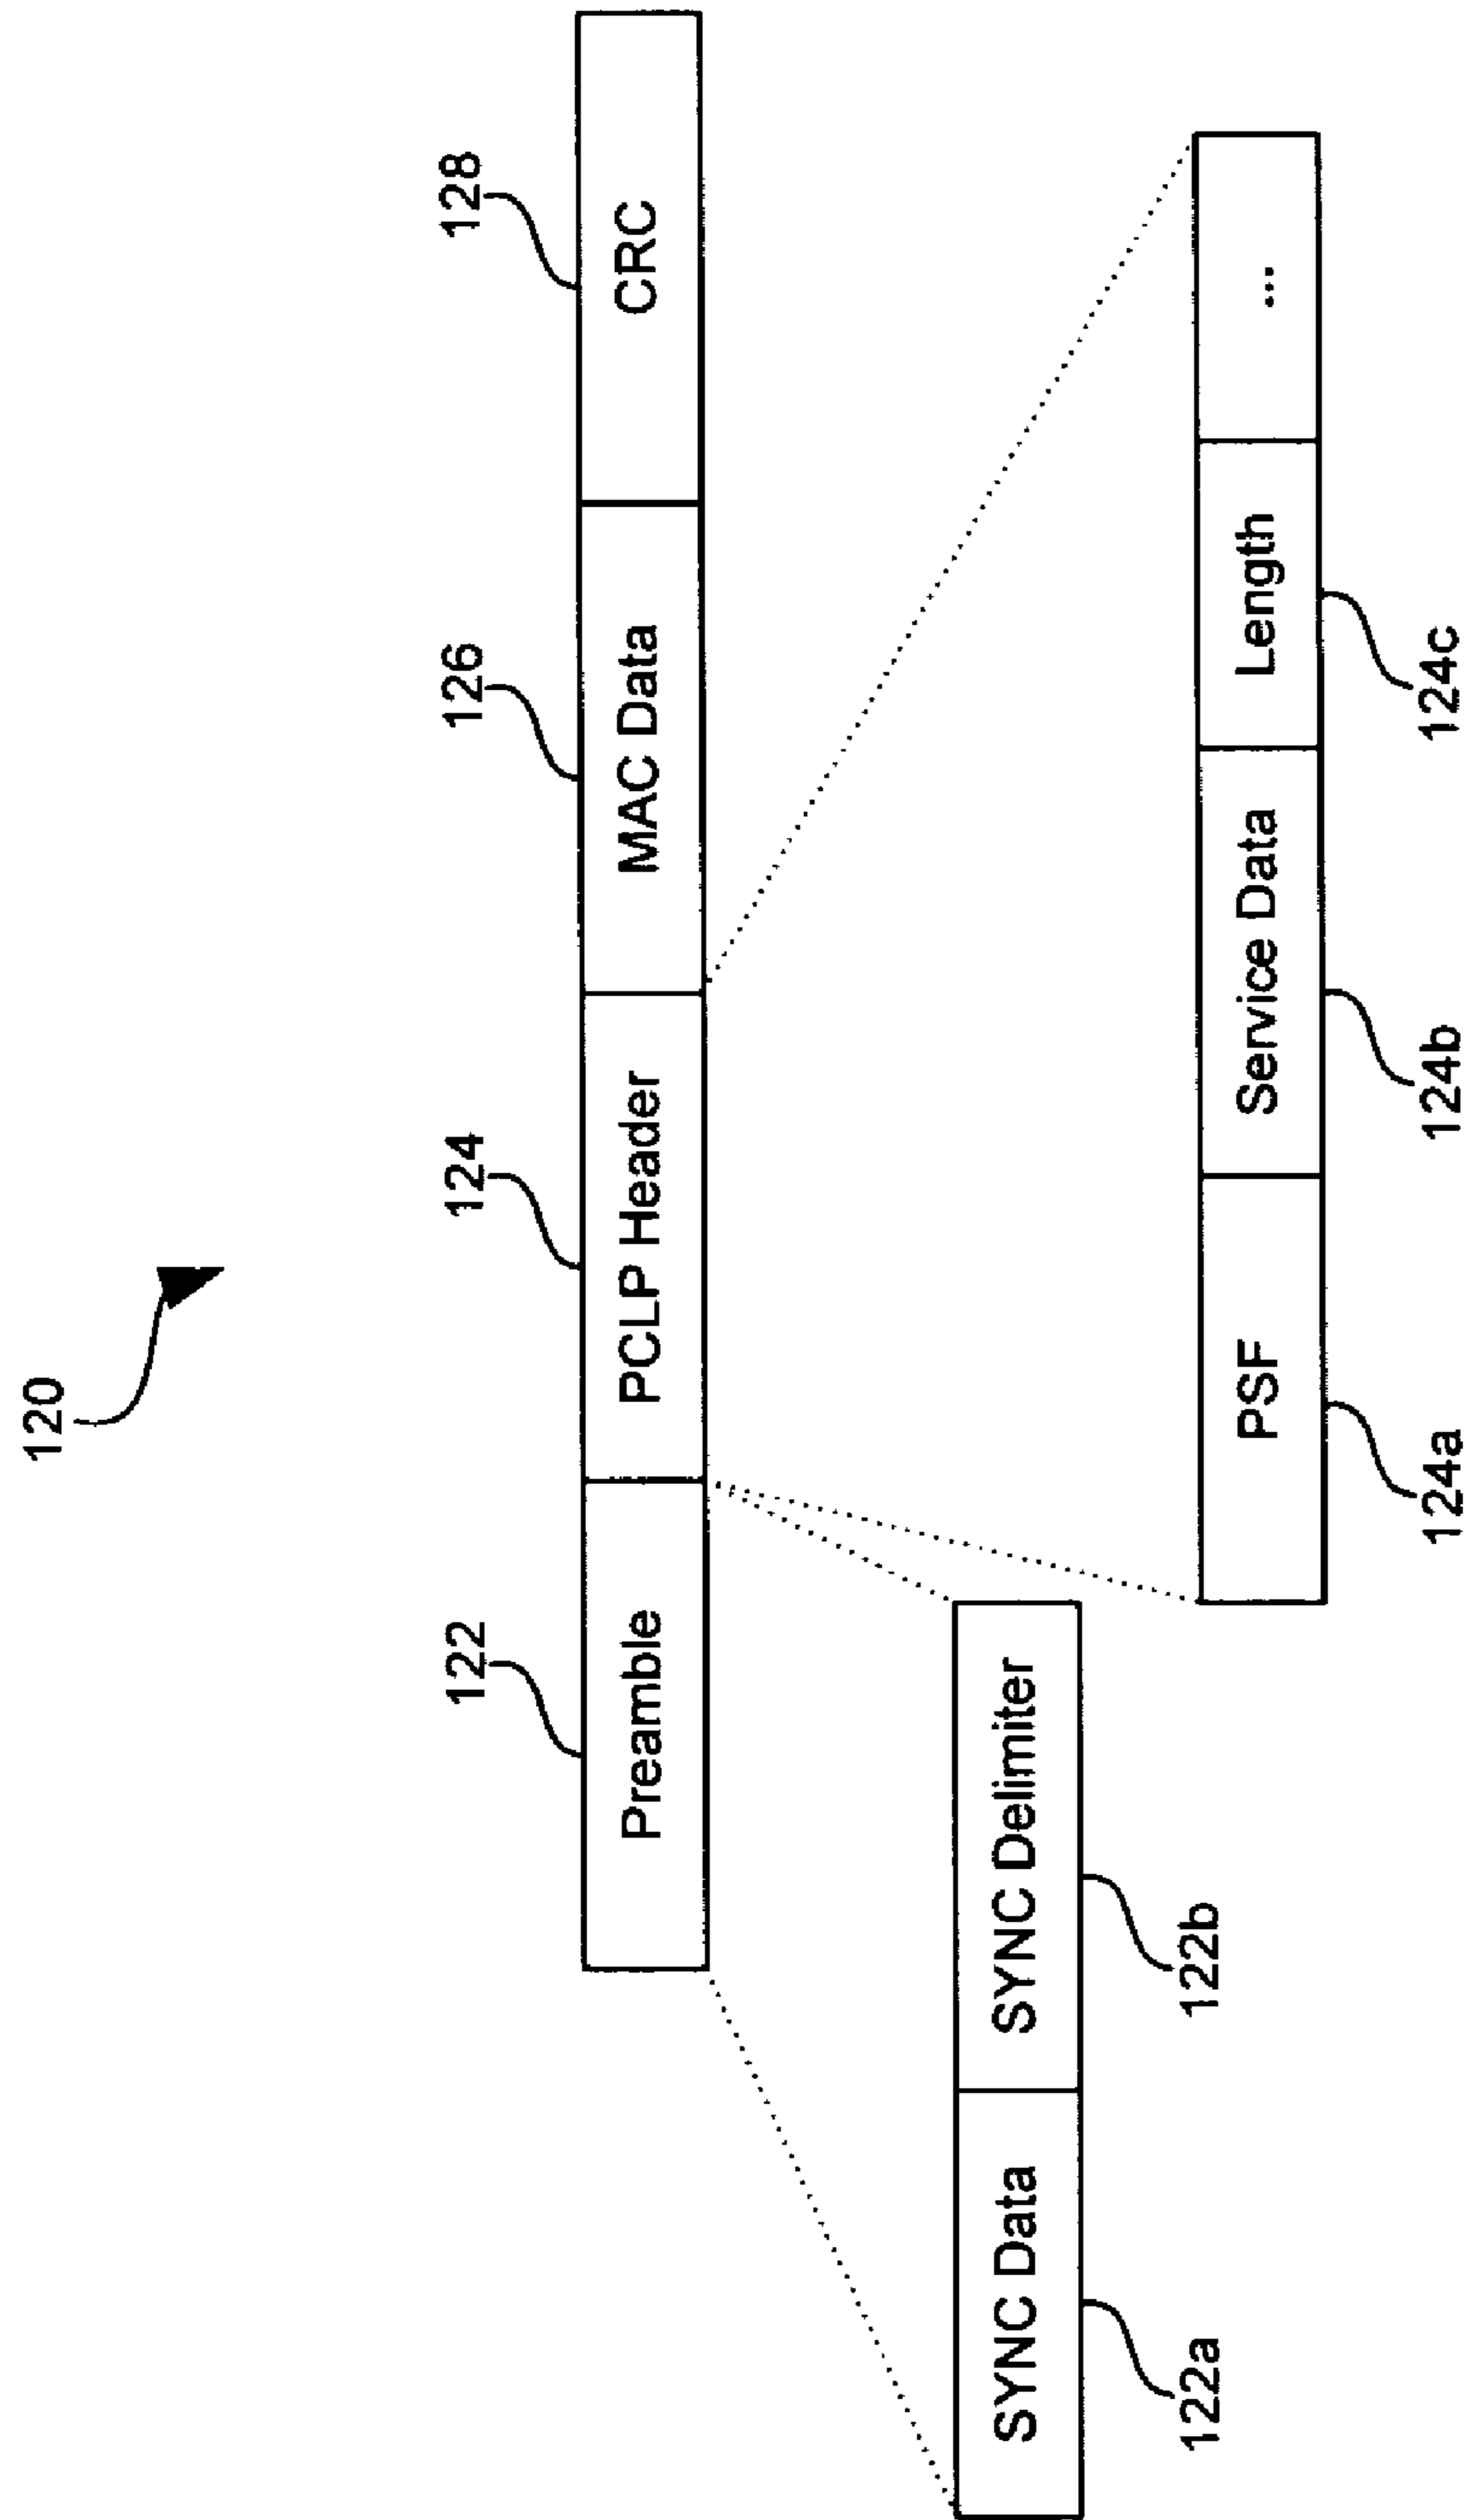 120
122
124
126
128
Preamble
PCLP Header
MAC Data
CRC
SYNC Data
SYNC Delimiter
122a
122b
PSF
Service Data
Length
...
124a
124b
124c